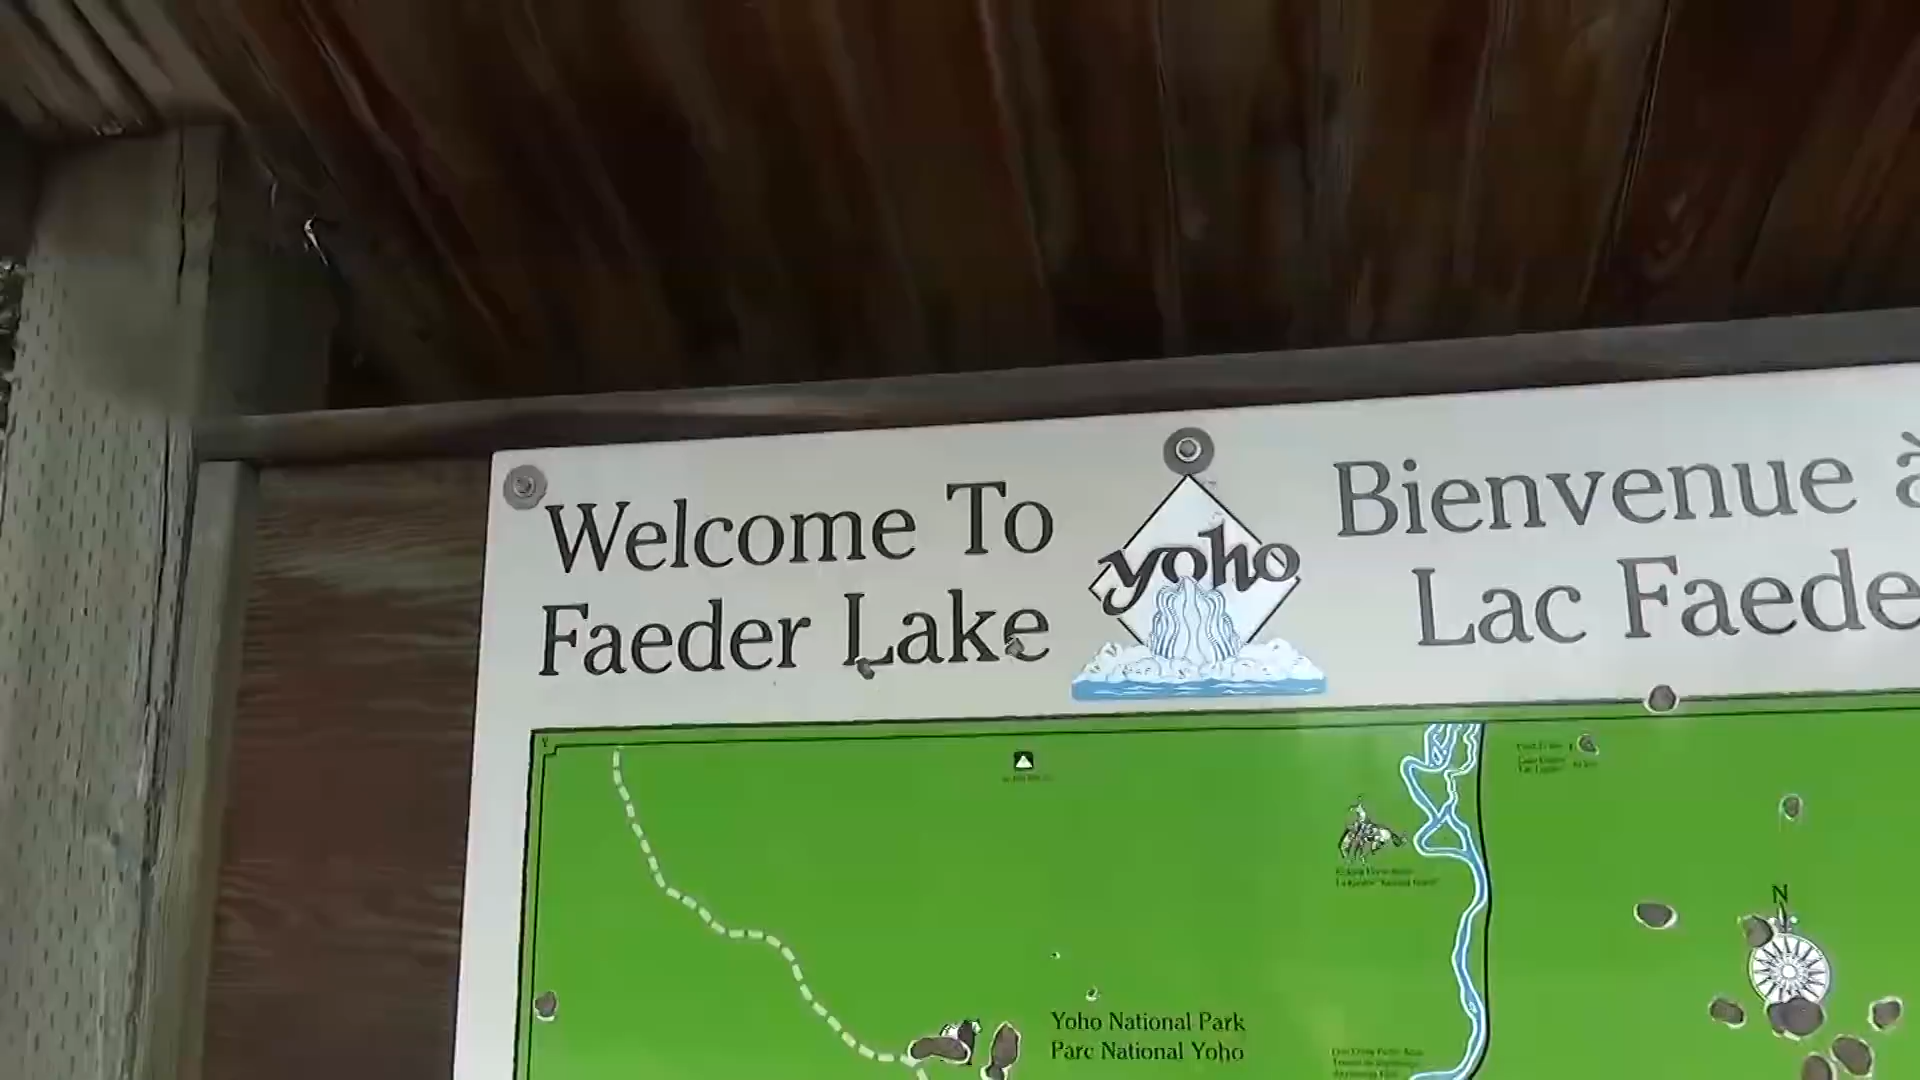 Welcome To
Faeder Lake
yoho
Bienvenue à
Lac Faede
N
Yoho National Park
Parc National Yoho